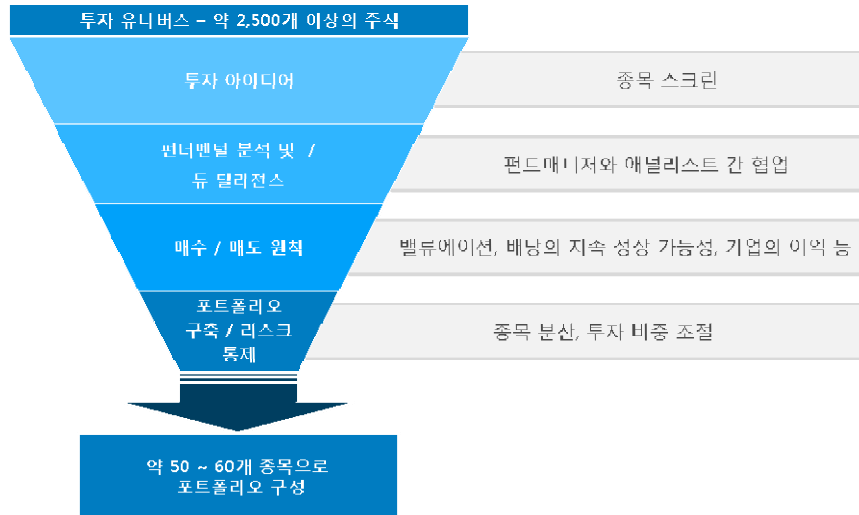 투자 유니버스 – 약 2,500개 이상의 주식
투자 아이디어
종목 스크린
펀더멘털 분석 및 /
듀 딜리전스
펀드매니저와 애널리스트 간 협업
매수 / 매도 원칙
밸류에이션, 배당의 지속 성장 가능성, 기업의 이익 등
포트폴리오
구축 / 리스크
통제
종목 분산, 투자 비중 조절
약 50 ~ 60개 종목으로
포트폴리오 구성